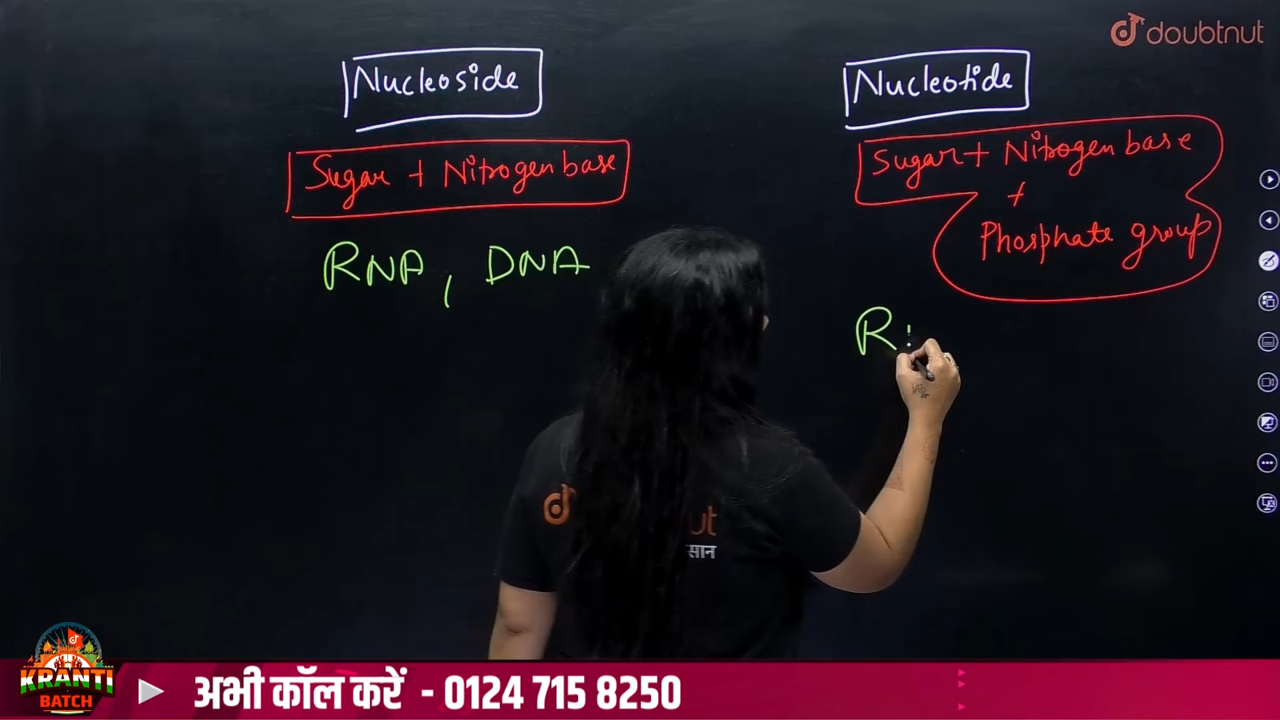 doubtnut
Nucleoside
Nucleotide
Sugar + Nitrogen base
Sugar + Nitrogen base
+
Phosphate group
RNA, DNA
R
सान
KRANTI
BATCH
अभी कॉल करें - 0124 715 8250